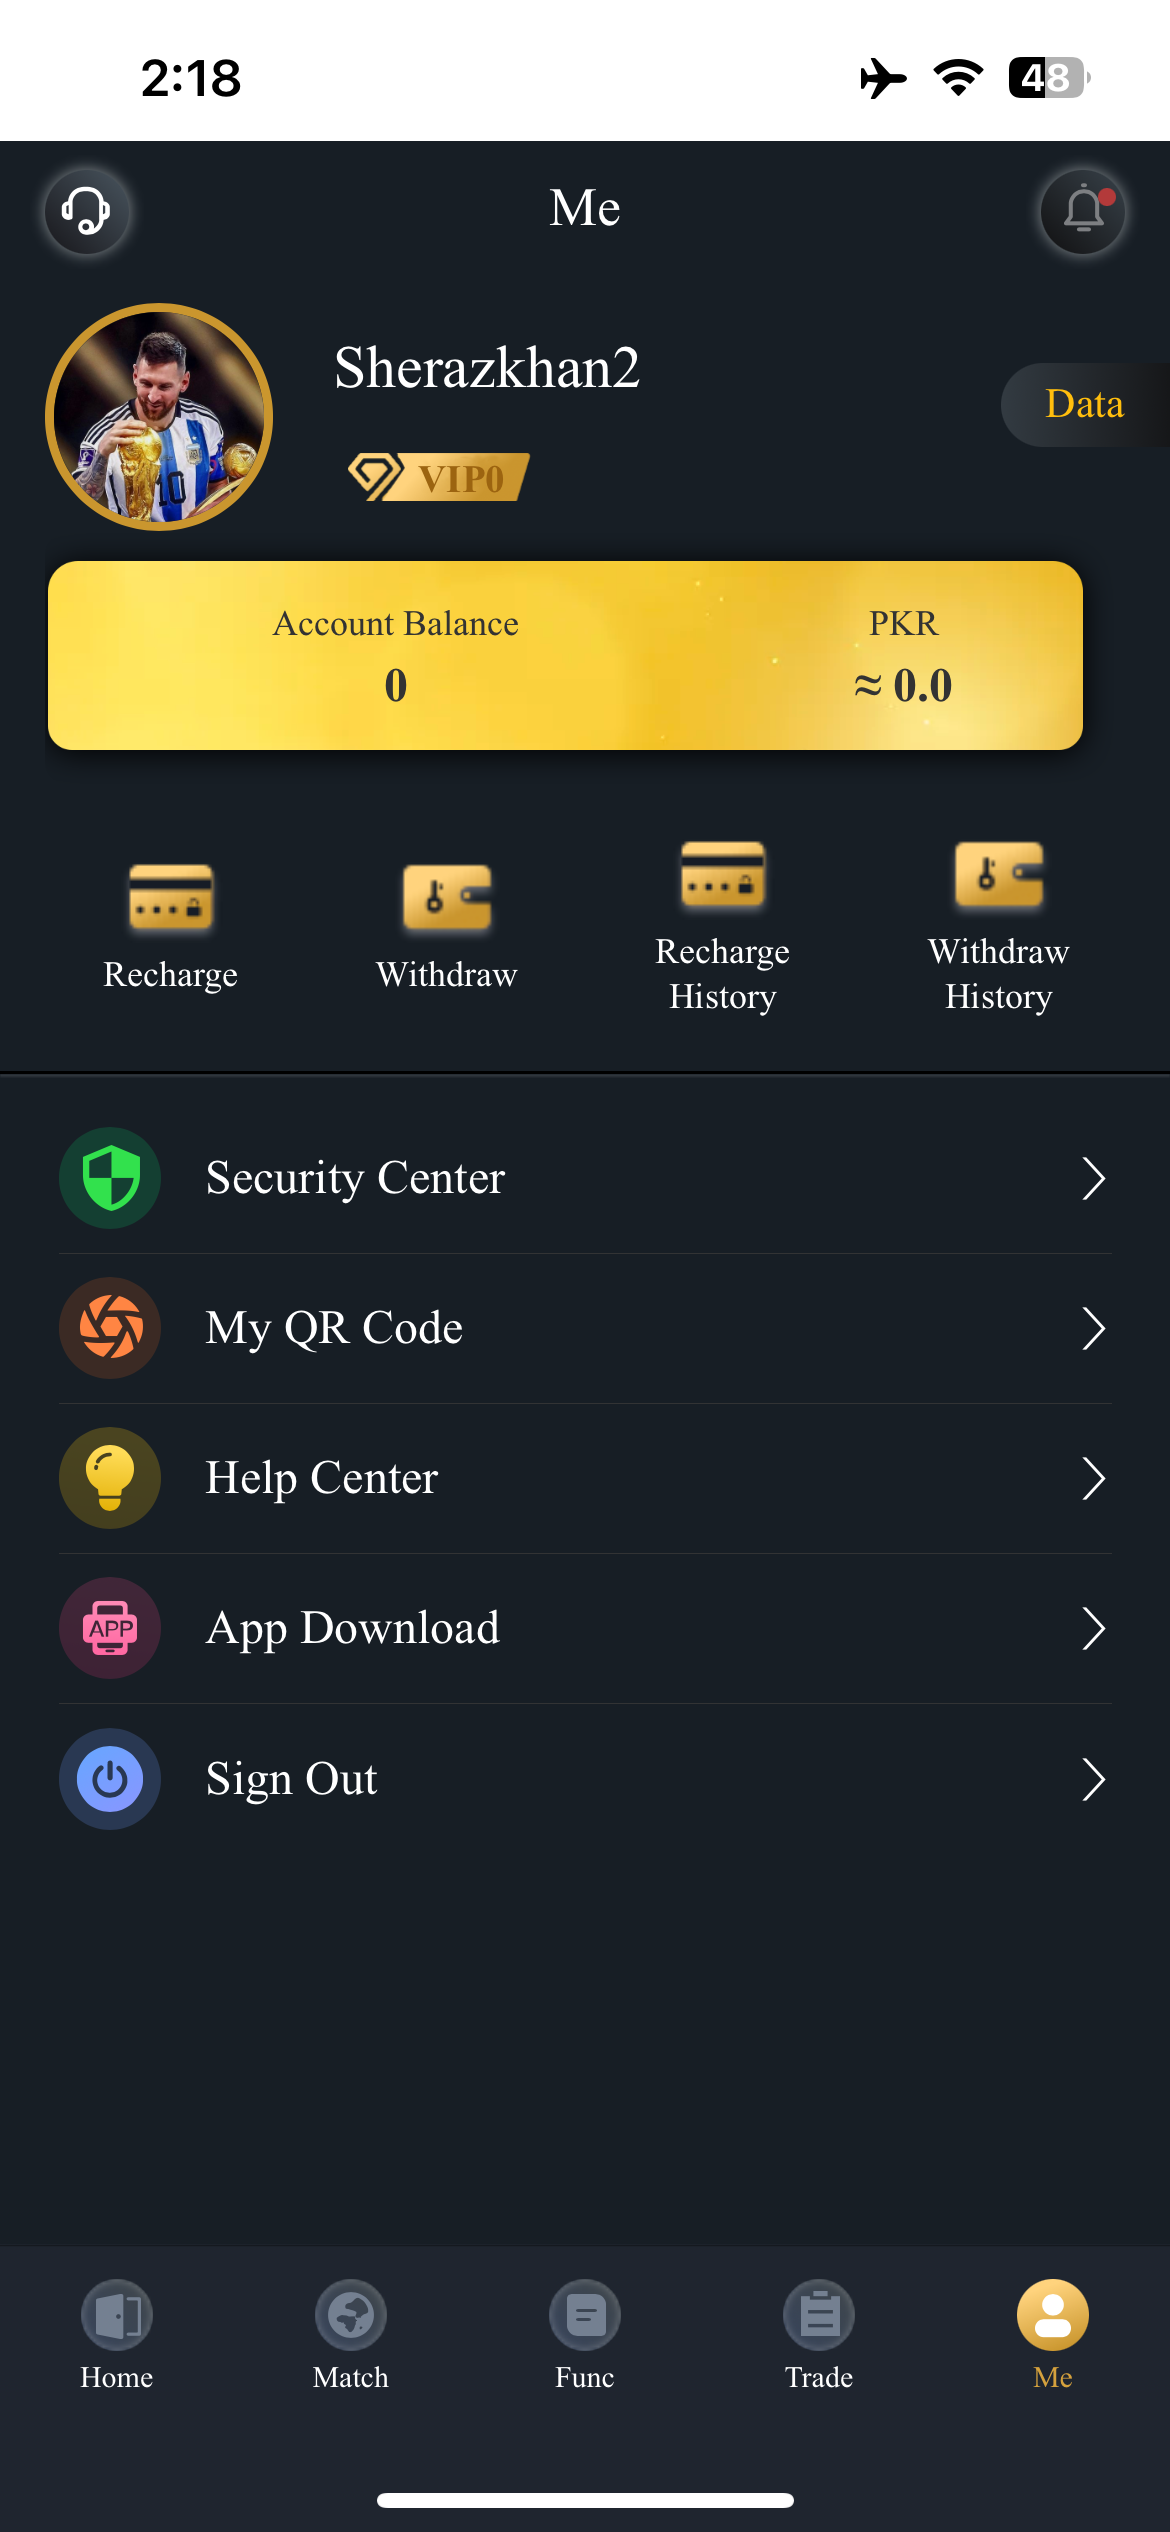 2:18
48
Me
Sherazkhan2
Data
VIP0
10
Account Balance
PKR
0
≈ 0.0
Recharge
Withdraw
Recharge
History
Withdraw
History
Security Center
My QR Code
Help Center
APP
App Download
Sign Out
Home
Match
Func
Trade
Me